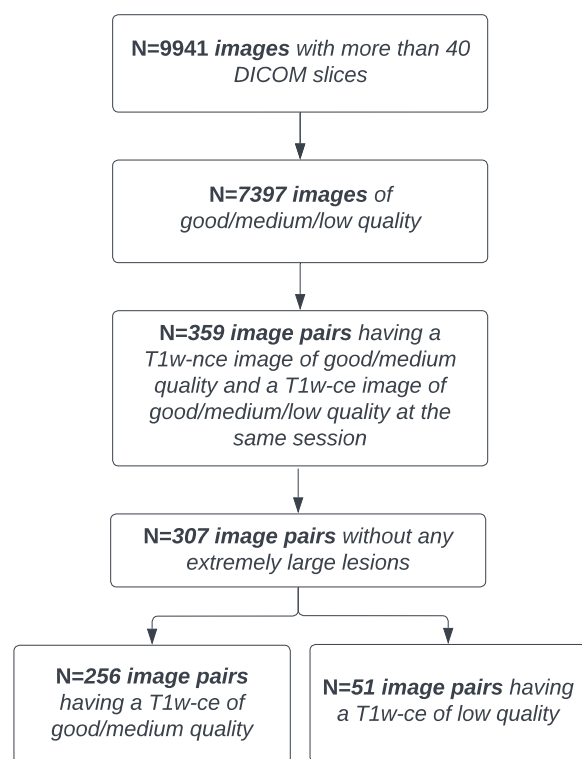 N=9941 images with more than 40
DICOM slices
N=7397 images of
good/medium/low quality
N=359 image pairs having a
T1w-nce image of good/medium
quality and a T1w-ce image of
good/medium/low quality at the
same session
N=307 image pairs without any
extremely large lesions
N=256 image pairs
having a T1w-ce of
good/medium quality
N=51 image pairs having
a T1w-ce of low quality